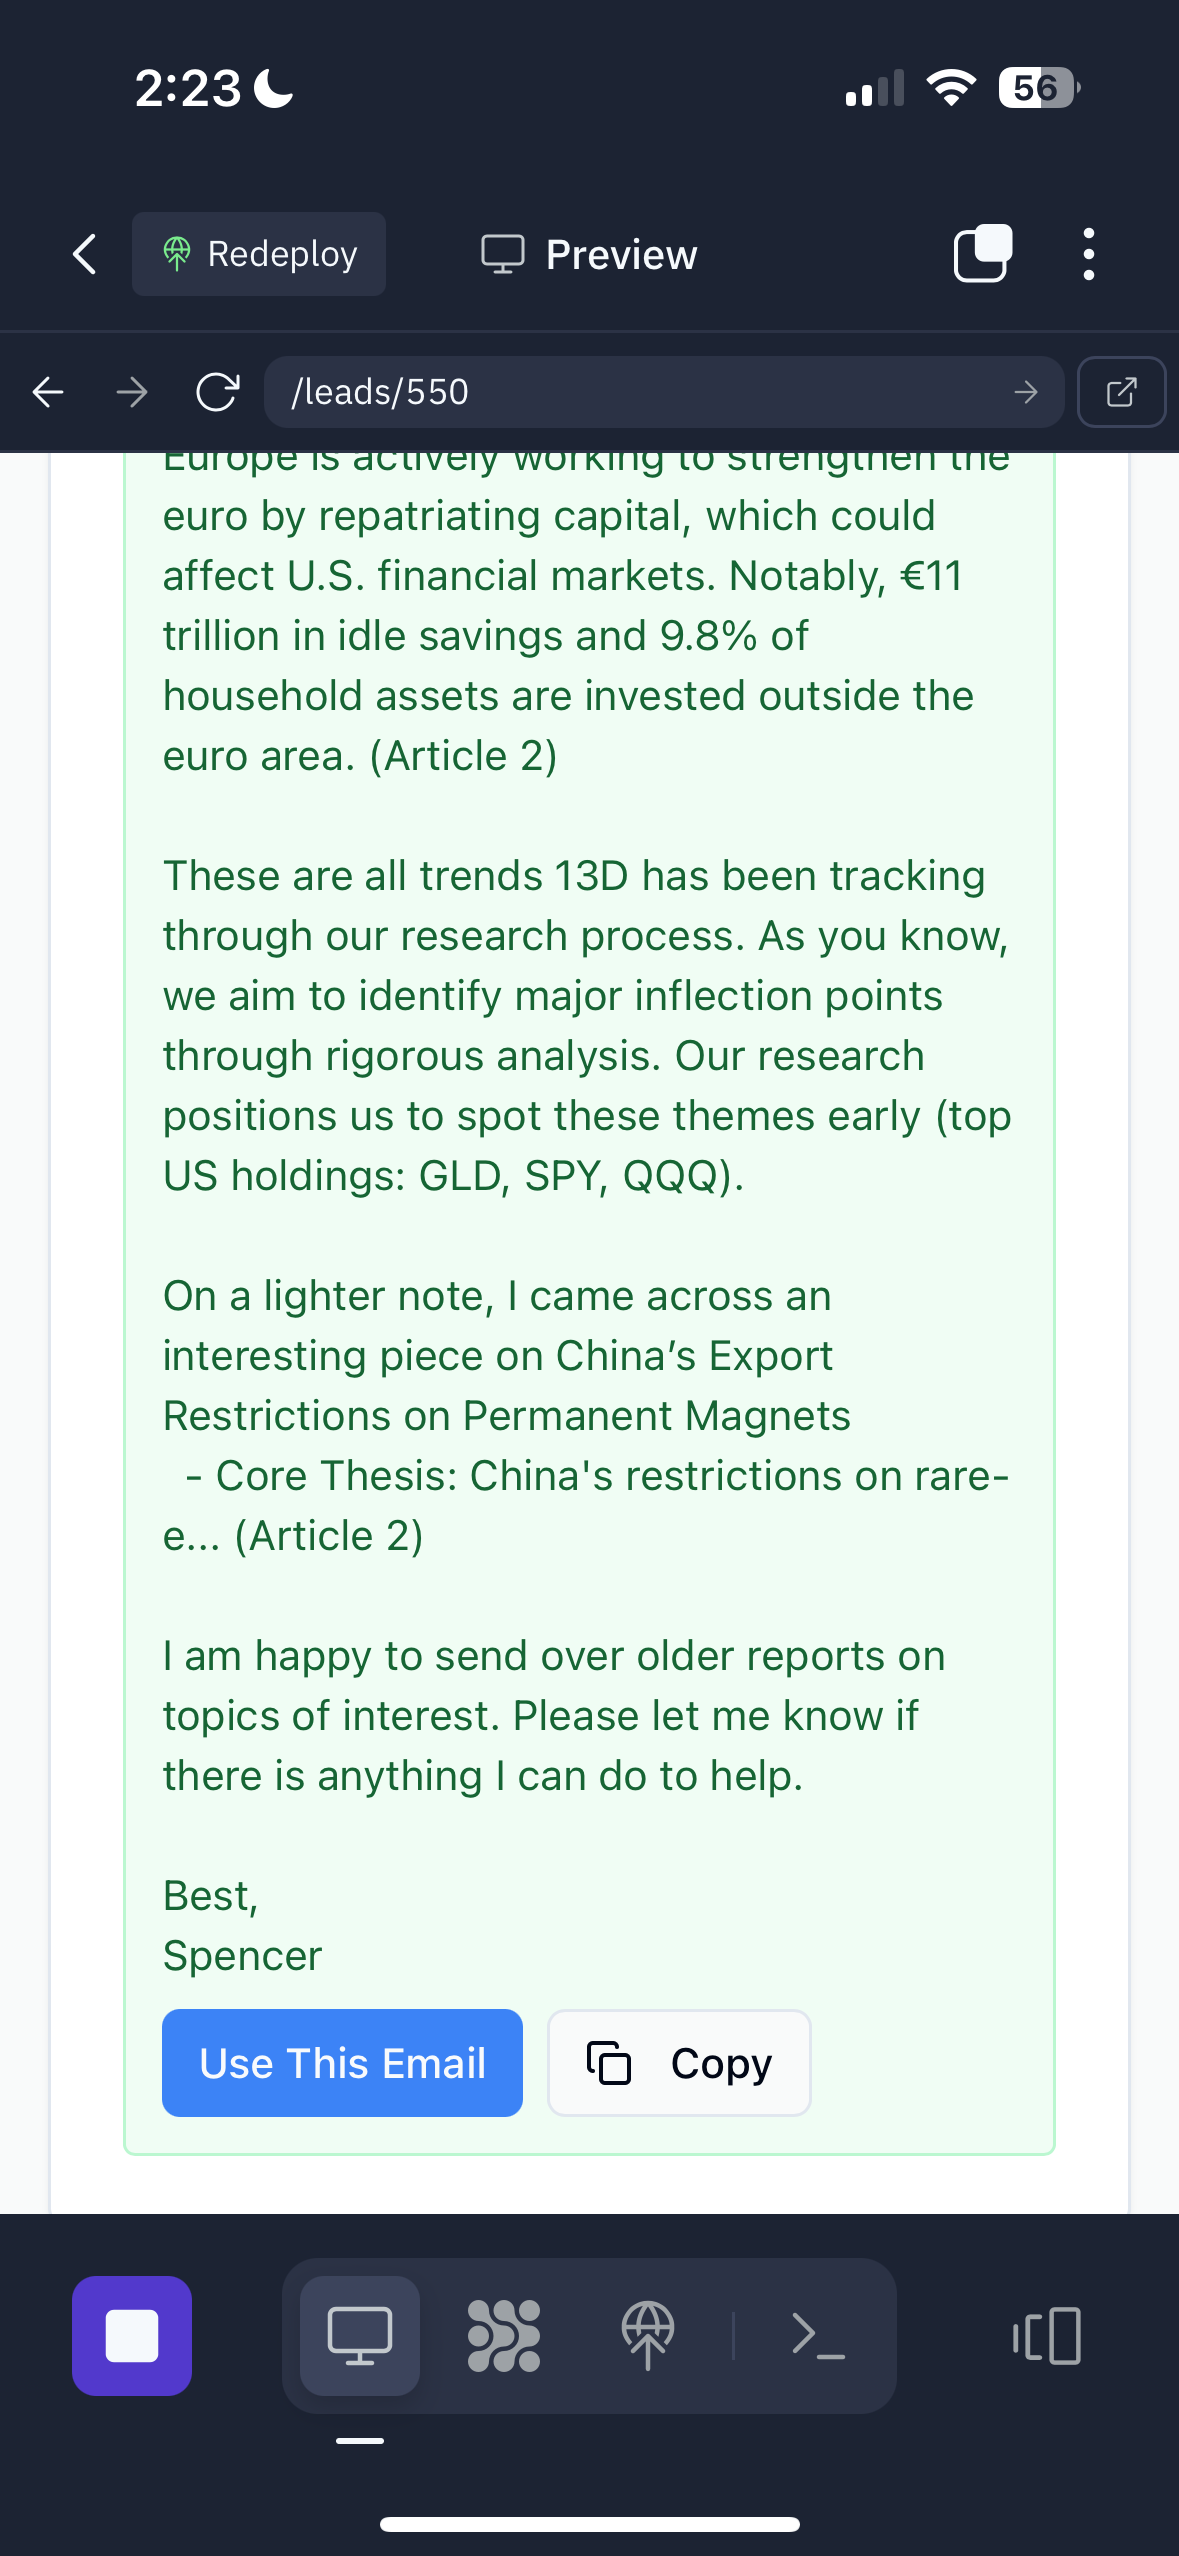 2:23
56
Redeploy
Preview
/leads/550
Europe is actively working to strengthen the
euro by repatriating capital, which could
affect U.S. financial markets. Notably, €11
trillion in idle savings and 9.8% of
household assets are invested outside the
euro area. (Article 2)
These are all trends 13D has been tracking
through our research process. As you know,
we aim to identify major inflection points
through rigorous analysis. Our research
positions us to spot these themes early (top
US holdings: GLD, SPY, QQQ).
On a lighter note, I came across an
interesting piece on China’s Export
Restrictions on Permanent Magnets
- Core Thesis: China's restrictions on rare-
e... (Article 2)
I am happy to send over older reports on
topics of interest. Please let me know if
there is anything I can do to help.
Best,
Spencer
Use This Email
Copy